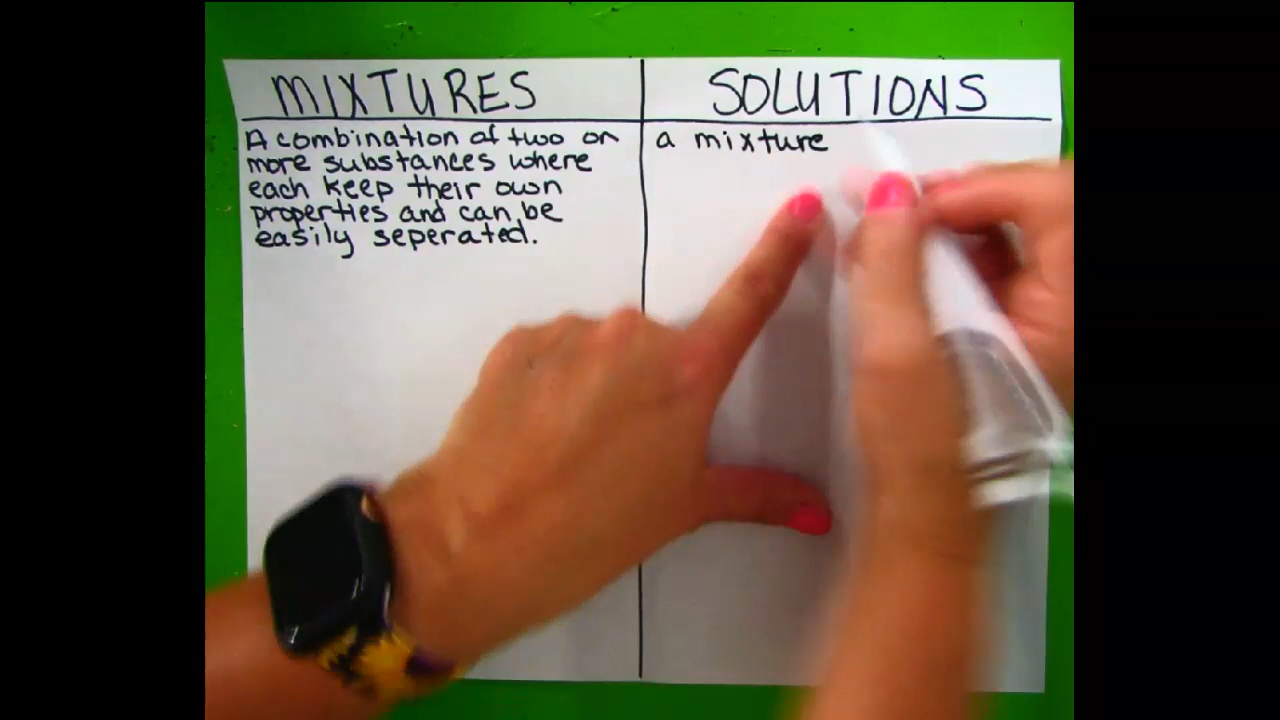 MIXTURES
A combination of two or
more substances where
each keep their own
properties and can be
easily seperated.
SOLUTIONS
a mixture